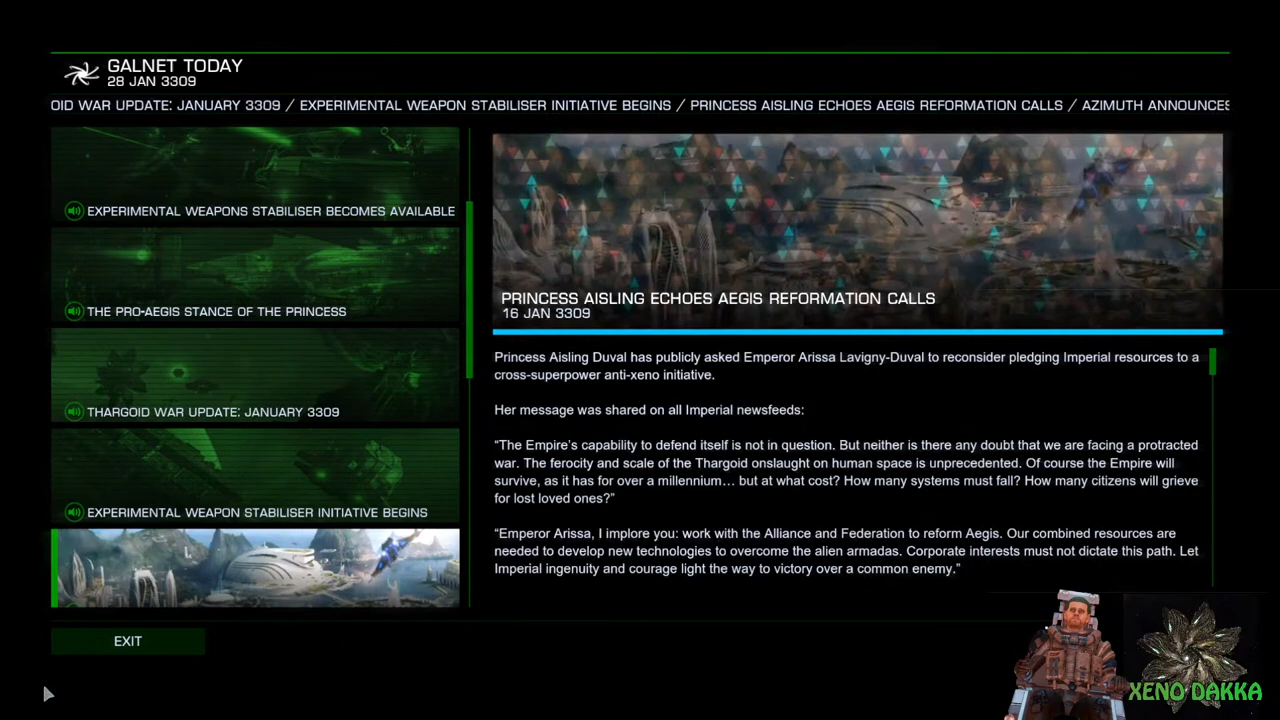 GALNET TODAY
28 JAN 3309
OID WAR UPDATE: JANUARY 3309 / EXPERIMENTAL WEAPON STABILISER INITIATIVE BEGINS / PRINCESS AISLING ECHOES AEGIS REFORMATION CALLS / AZIMUTH ANNOUNCES
EXPERIMENTAL WEAPONS STABILISER BECOMES AVAILABLE
THE PRO-AEGIS STANCE OF THE PRINCESS
THARGOID WAR UPDATE: JANUARY 3309
EXPERIMENTAL WEAPON STABILISER INITIATIVE BEGINS
EXIT
PRINCESS AISLING ECHOES AEGIS REFORMATION CALLS
16 JAN 3309
Princess Aisling Duval has publicly asked Emperor Arissa Lavigny-Duval to reconsider pledging Imperial resources to a
cross-superpower anti-xeno initiative.
Her message was shared on all Imperial newsfeeds:
“The Empire’s capability to defend itself is not in question. But neither is there any doubt that we are facing a protracted
war. The ferocity and scale of the Thargoid onslaught on human space is unprecedented. Of course the Empire will
survive, as it has for over a millennium… but at what cost? How many systems must fall? How many citizens will grieve
for lost loved ones?”
“Emperor Arissa, I implore you: work with the Alliance and Federation to reform Aegis. Our combined resources are
needed to develop new technologies to overcome the alien armadas. Corporate interests must not dictate this path. Let
Imperial ingenuity and courage light the way to victory over a common enemy.”
XENO DAKKA